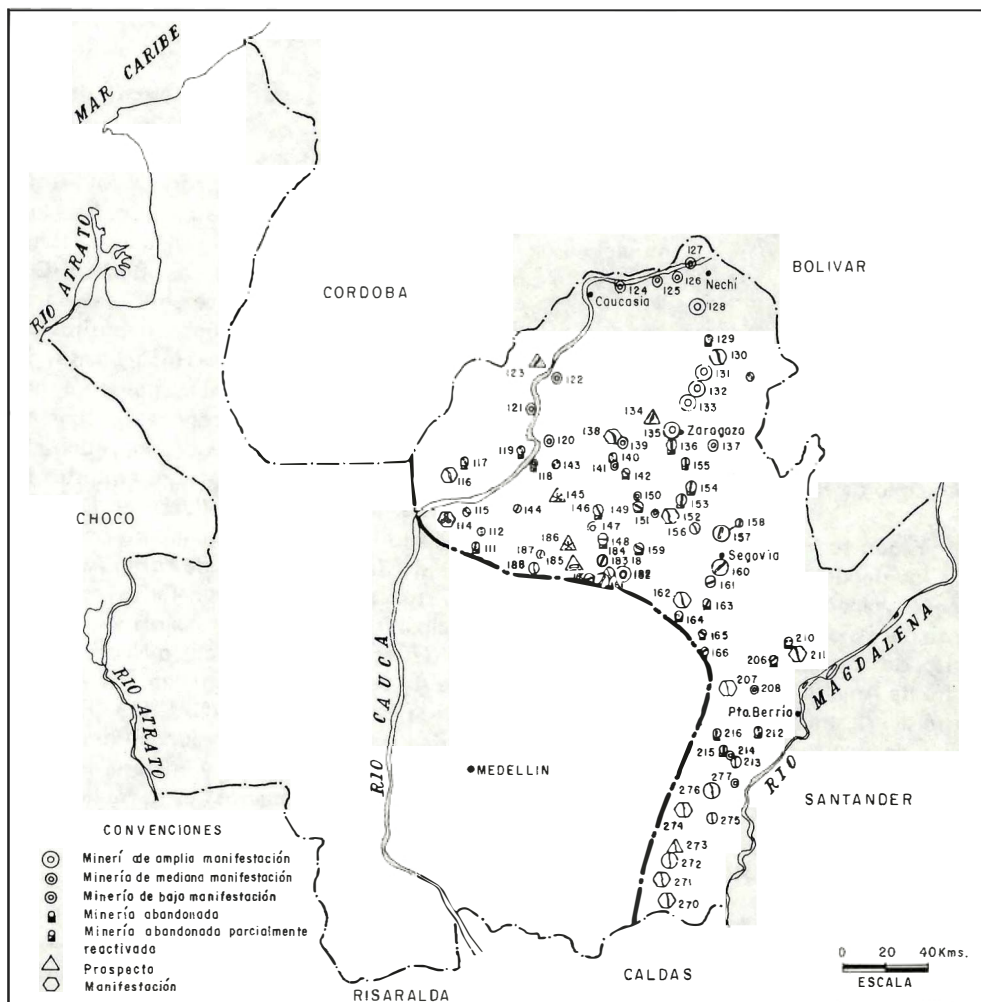 MAR CARIBE
RIO ATRATO
CORDOBA
BOLIVAR
127
126
Nechí
125
124
Caucasia
128
129
130
123
122
131
132
121
133
134
135
Zaragoza
138
139
136
137
120
119
140
117
118
143
141
142
155
116
154
145
150
153
144
146
149
115
151
152
CHOCO
114
147
156
158
112
186
148
157
111
187
185
184
159
Segovia
188
183
160
182
161
162
163
164
165
210
166
206
211
207
208
RIO MAGDALENA
Pta. Berrío
216
212
215
214
213
RIO CAUCA
MEDELLIN
RIO ATRATO
277
276
SANTANDER
274
275
273
272
271
270
CONVENCIONES
Minerí ade amplia manifestación
Minería de mediana manifestación
Minería de bajo manifestación
Minería abandonada
Minería abandonada parcialmente
reactivada
Prospecto
Manifestación
RISARALDA
CALDAS
0 20 40 Kms.
ESCALA